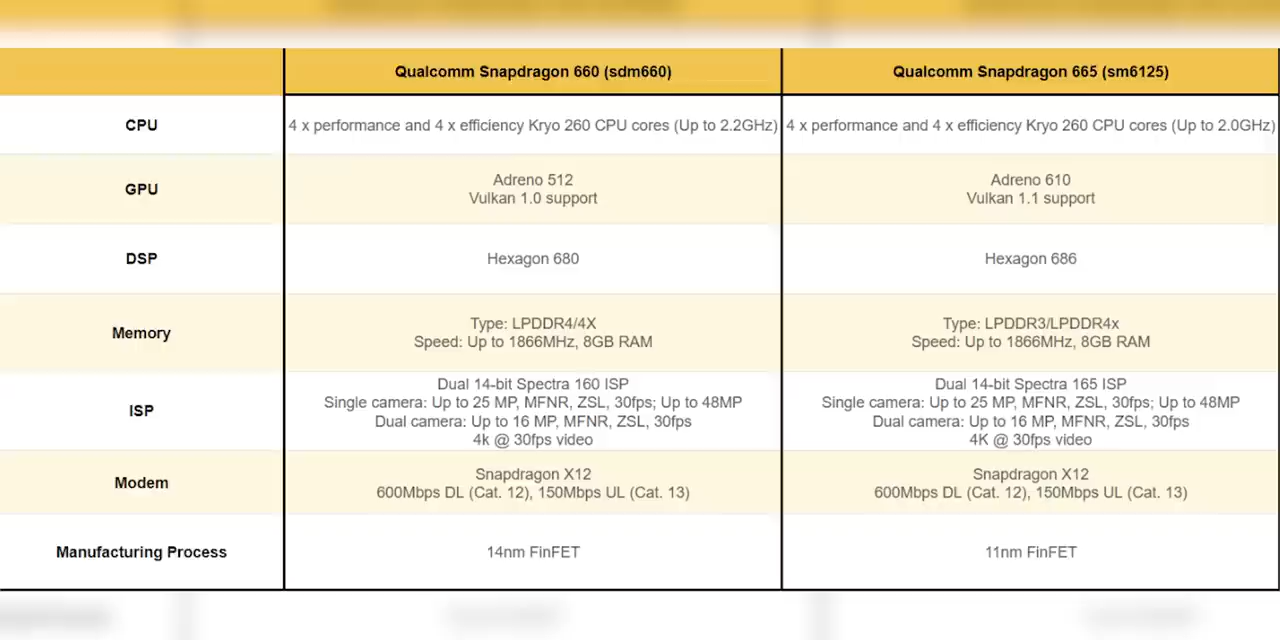 Qualcomm Snapdragon 660 (sdm660)
Qualcomm Snapdragon 665 (sm6125)
CPU
4 x performance and 4 x efficiency Kryo 260 CPU cores (Up to 2.2GHz)
4 x performance and 4 x efficiency Kryo 260 CPU cores (Up to 2.0GHz)
GPU
Adreno 512
Vulkan 1.0 support
Adreno 610
Vulkan 1.1 support
DSP
Hexagon 680
Hexagon 686
Memory
Type: LPDDR4/4X
Speed: Up to 1866MHz, 8GB RAM
Type: LPDDR3/LPDDR4x
Speed: Up to 1866MHz, 8GB RAM
ISP
Dual 14-bit Spectra 160 ISP
Single camera: Up to 25 MP, MFNR, ZSL, 30fps; Up to 48MP
Dual camera: Up to 16 MP, MFNR, ZSL, 30fps
4k @ 30fps video
Dual 14-bit Spectra 165 ISP
Single camera: Up to 25 MP, MFNR, ZSL, 30fps; Up to 48MP
Dual camera: Up to 16 MP, MFNR, ZSL, 30fps
4K @ 30fps video
Modem
Snapdragon X12
600Mbps DL (Cat. 12), 150Mbps UL (Cat. 13)
Snapdragon X12
600Mbps DL (Cat. 12), 150Mbps UL (Cat. 13)
Manufacturing Process
14nm FinFET
11nm FinFET